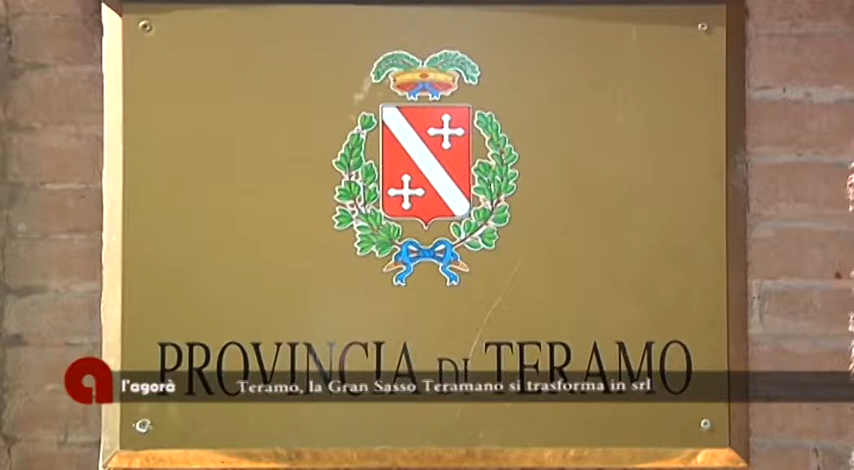 PROVINCIA DI TERAMO
a l'agorà
Teramo, la Gran Sasso Teramano si trasforma in srl